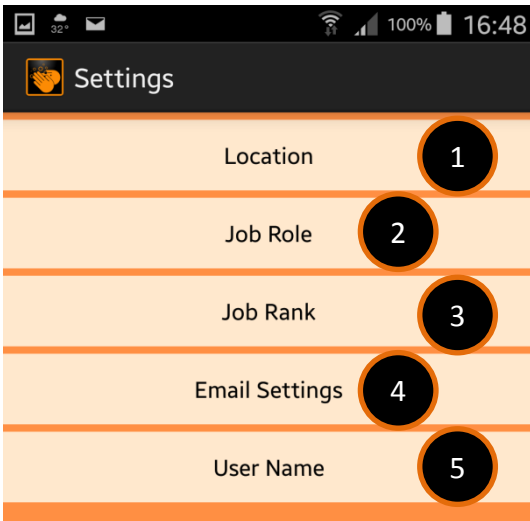 32° 100% 16:48
Settings
Location 1
Job Role 2
Job Rank 3
Email Settings 4
User Name 5